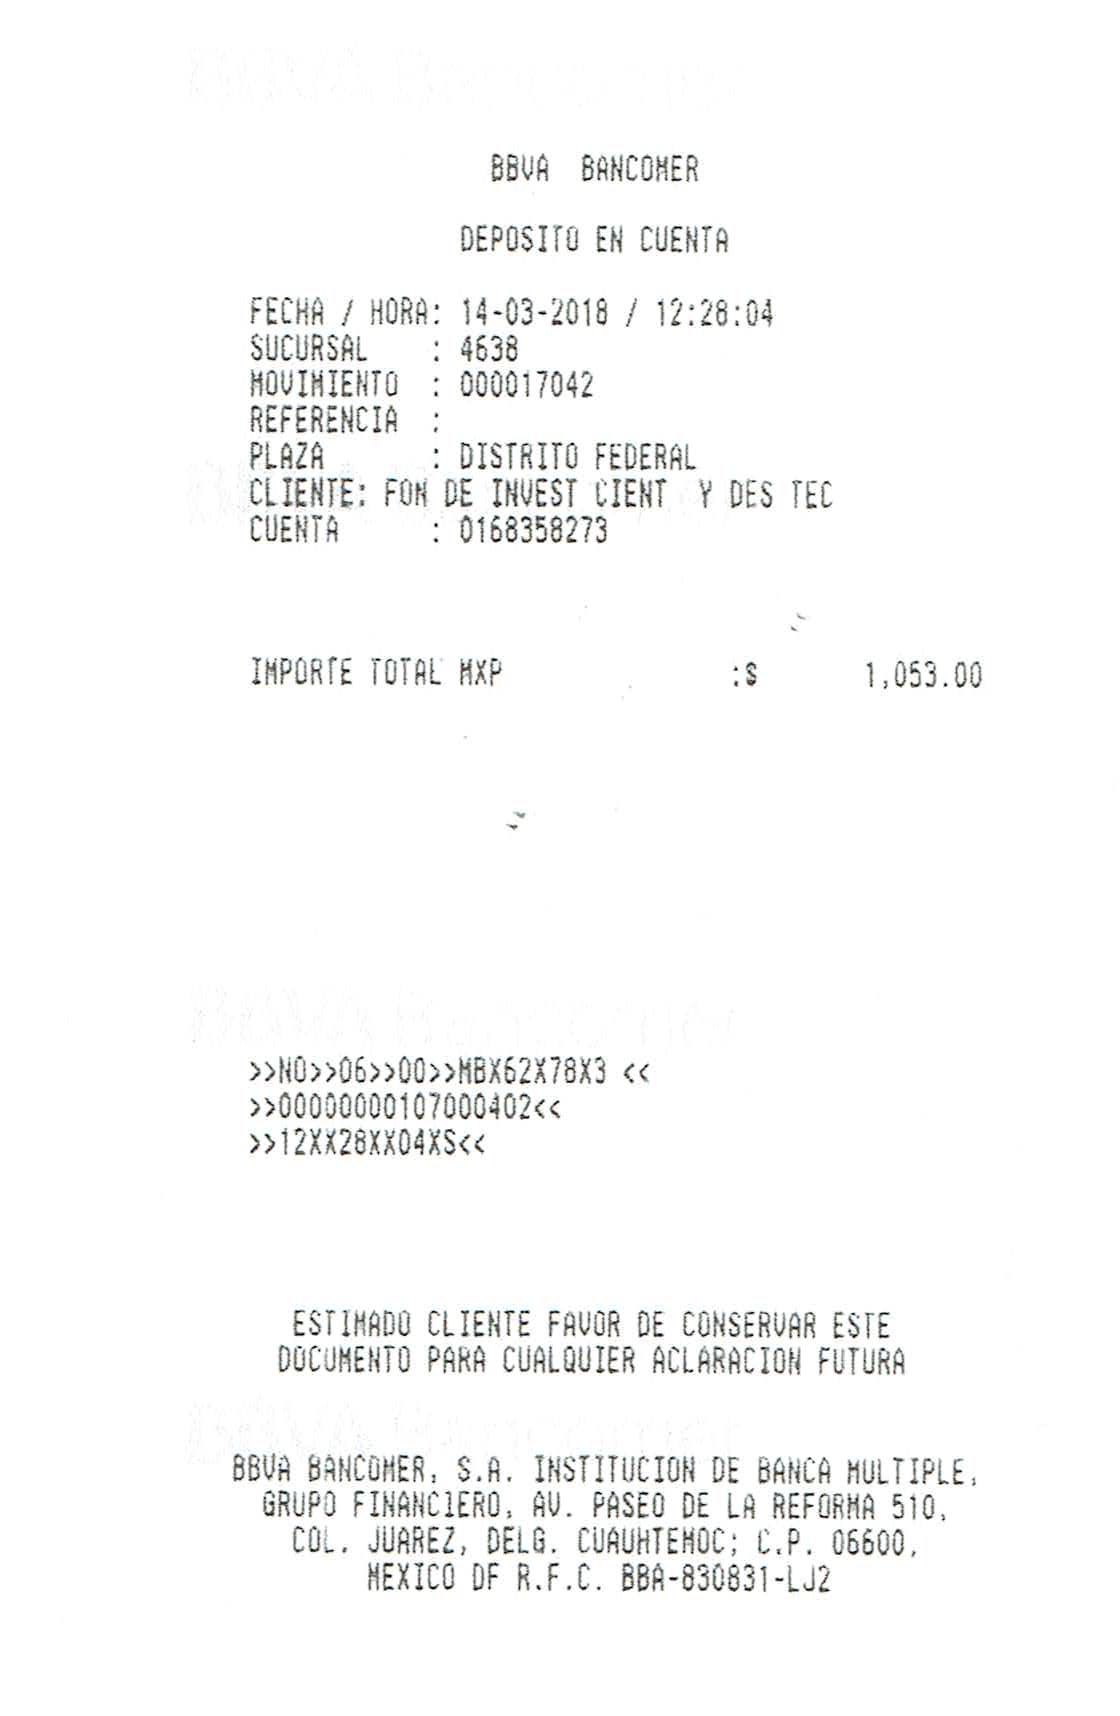 BBVA BANCOMER
DEPOSITO EN CUENTA
FECHA / HORA: 14-03-2018 / 12:28:04
SUCURSAL : 4638
MOVIMIENTO : 000017042
REFERENCIA :
PLAZA : DISTRITO FEDERAL
CLIENTE: FON DE INVEST CIENT Y DES TEC
CUENTA : 0168358273
IMPORTE TOTAL MXP :$ 1,053.00
>>NO>>06>>00>>MBX62X78X3 <<
>>00000000107000402<<
>>12XX28XX04XS<<
ESTIMADO CLIENTE FAVOR DE CONSERVAR ESTE
DOCUMENTO PARA CUALQUIER ACLARACION FUTURA
BBVA BANCOMER, S.A. INSTITUCION DE BANCA MULTIPLE,
GRUPO FINANCIERO, AV. PASEO DE LA REFORMA 510,
COL. JUAREZ, DELG. CUAUHTEMOC; C.P. 06600,
MEXICO DF R.F.C. BBA-830831-LJ2